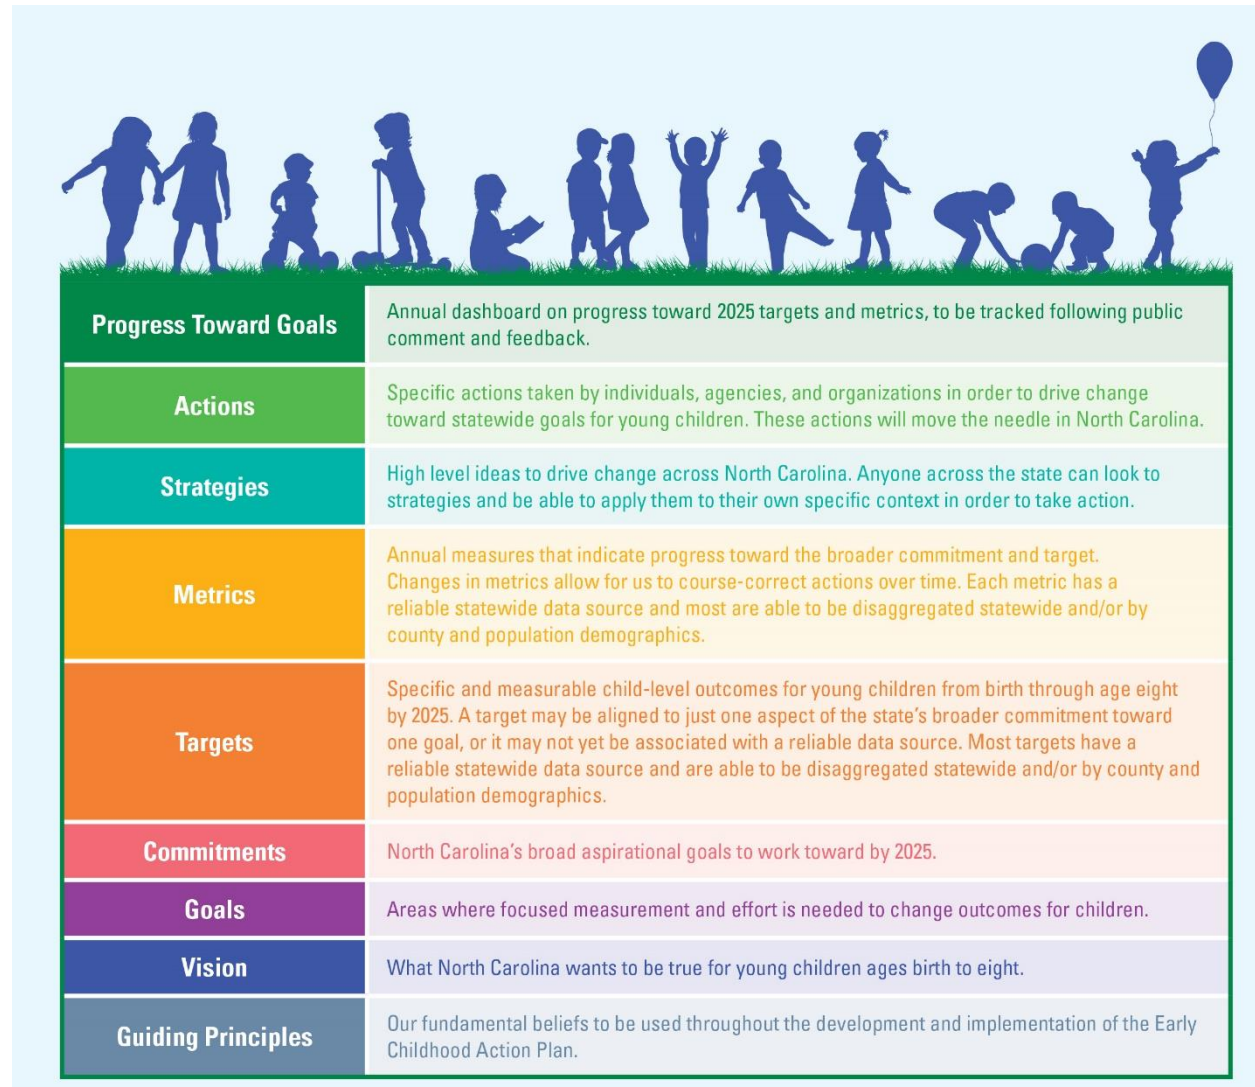 Progress Toward Goals
Annual dashboard on progress toward 2025 targets and metrics, to be tracked following public
comment and feedback.
Actions
Specific actions taken by individuals, agencies, and organizations in order to drive change
toward statewide goals for young children. These actions will move the needle in North Carolina.
Strategies
High level ideas to drive change across North Carolina. Anyone across the state can look to
strategies and be able to apply them to their own specific context in order to take action.
Metrics
Annual measures that indicate progress toward the broader commitment and target.
Changes in metrics allow for us to course-correct actions over time. Each metric has a
reliable statewide data source and most are able to be disaggregated statewide and/or by
county and population demographics.
Targets
Specific and measurable child-level outcomes for young children from birth through age eight
by 2025. A target may be aligned to just one aspect of the state’s broader commitment toward
one goal, or it may not yet be associated with a reliable data source. Most targets have a
reliable statewide data source and are able to be disaggregated statewide and/or by county and
population demographics.
Commitments
North Carolina’s broad aspirational goals to work toward by 2025.
Goals
Areas where focused measurement and effort is needed to change outcomes for children.
Vision
What North Carolina wants to be true for young children ages birth to eight.
Guiding Principles
Our fundamental beliefs to be used throughout the development and implementation of the Early
Childhood Action Plan.